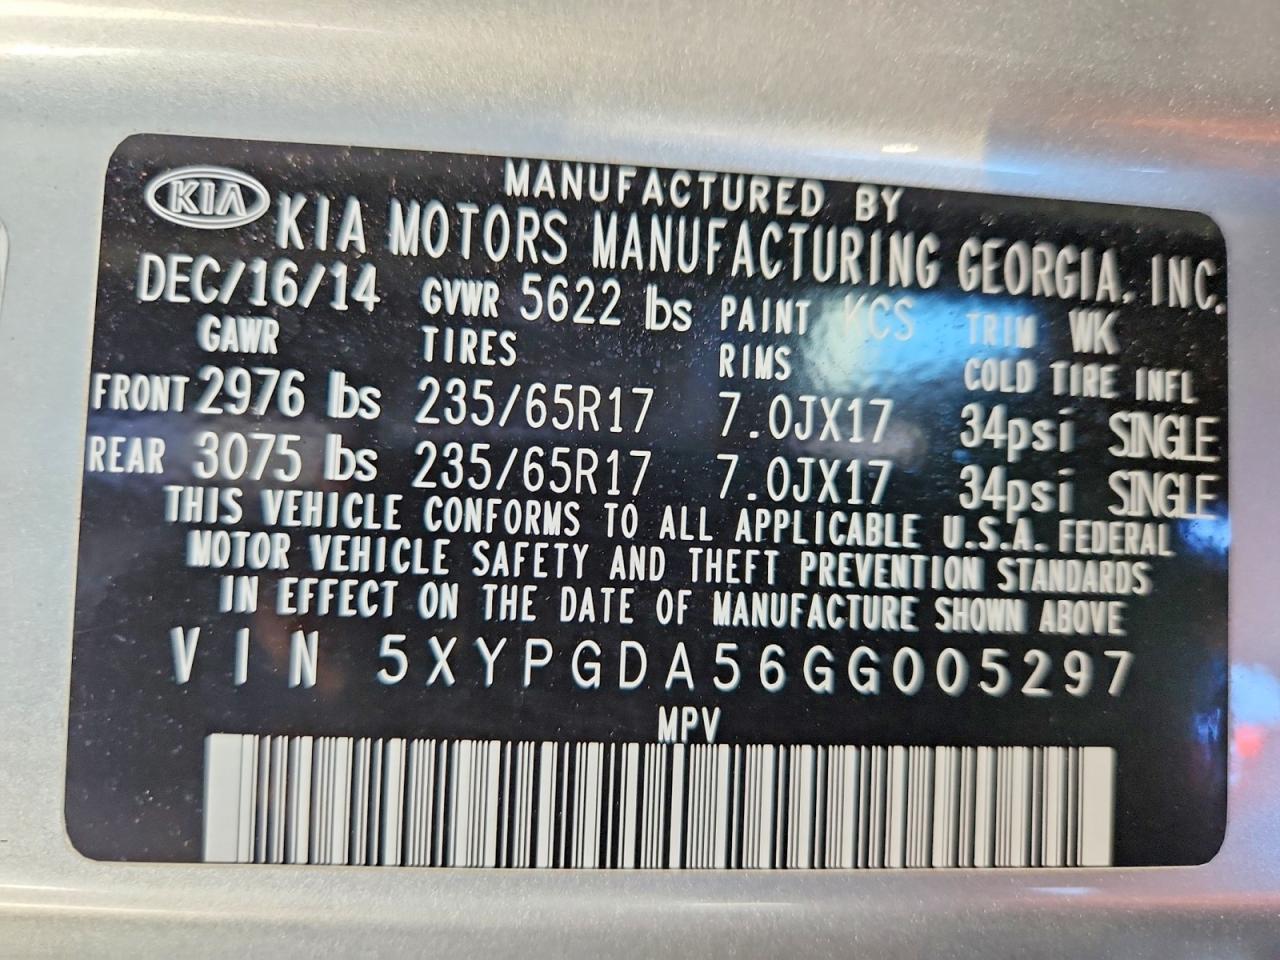 MANUFACTURED BY
KIA KIA MOTORS MANUFACTURING GEORGIA, INC.
DEC/16/14 GVWR 5622 lbs PAINT KCS TRIM WK
GAWR TIRES RIMS COLD TIRE INFL
FRONT 2976 lbs 235/65R17 7.0JX17 34psi SINGLE
REAR 3075 lbs 235/65R17 7.0JX17 34psi SINGLE
THIS VEHICLE CONFORMS TO ALL APPLICABLE U.S.A. FEDERAL
MOTOR VEHICLE SAFETY AND THEFT PREVENTION STANDARDS
IN EFFECT ON THE DATE OF MANUFACTURE SHOWN ABOVE
VIN 5XYPGDA56GG005297
MPV